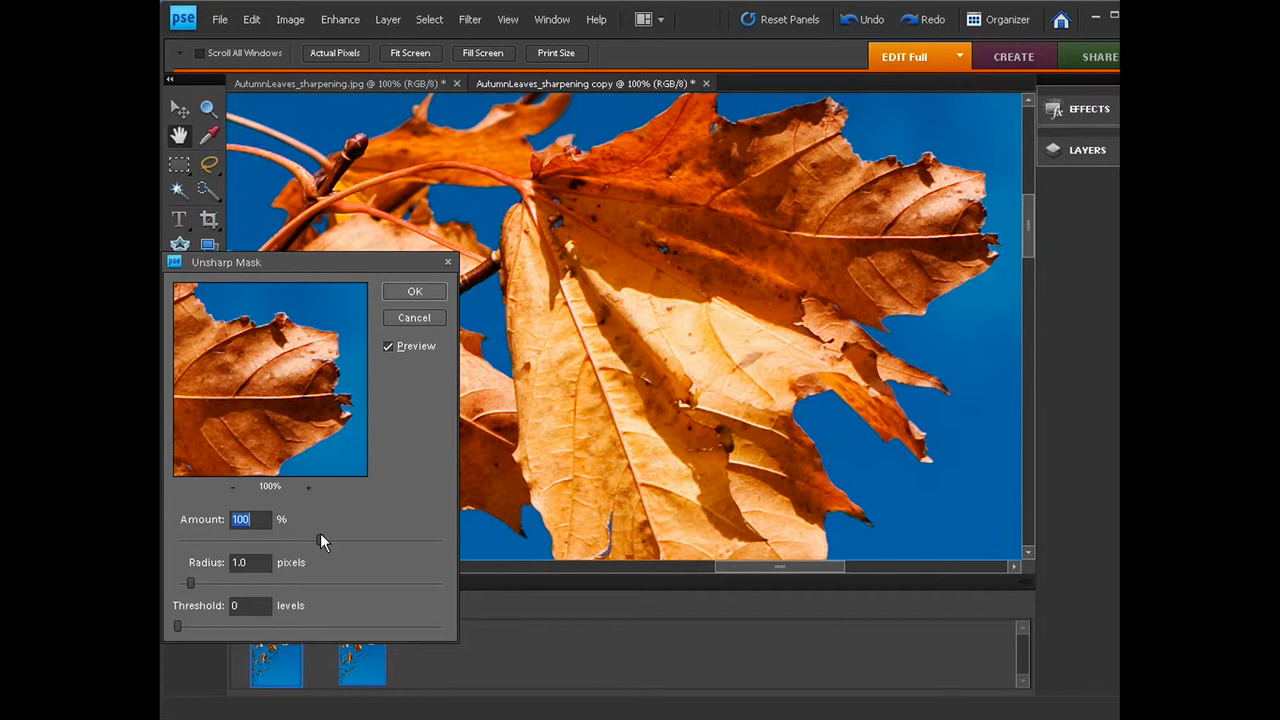 pse File Edit Image Enhance Layer Select Filter View Window Help Reset Panels Undo Redo Organizer
Scroll All Windows Actual Pixels Fit Screen Fill Screen Print Size EDIT Full CREATE SHARE
AutumnLeaves_sharpening.jpg @ 100% (RGB/8) * AutumnLeaves_sharpening copy @ 100% (RGB/8) *
EFFECTS
LAYERS
pse Unsharp Mask
OK
Cancel
Preview
100%
Amount: 100 %
Radius: 1.0 pixels
Threshold: 0 levels